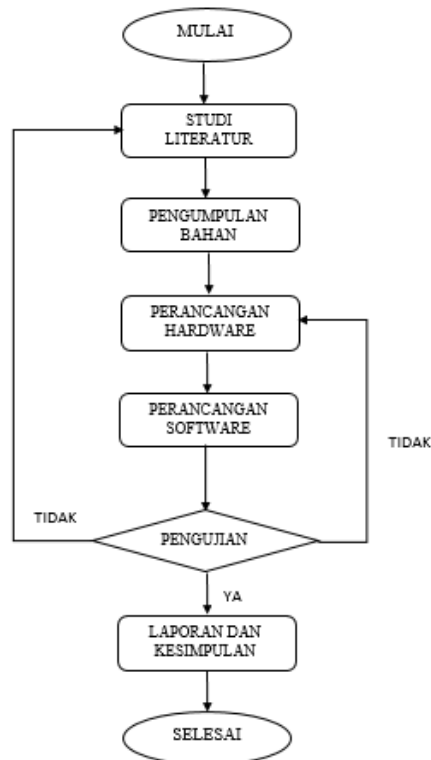 MULAI
STUDI
LITERATUR
PENGUMPULAN
BAHAN
PERANCANGAN
HARDWARE
PERANCANGAN
SOFTWARE
TIDAK
TIDAK
PENGUJIAN
YA
LAPORAN DAN
KESIMPULAN
SELESAI